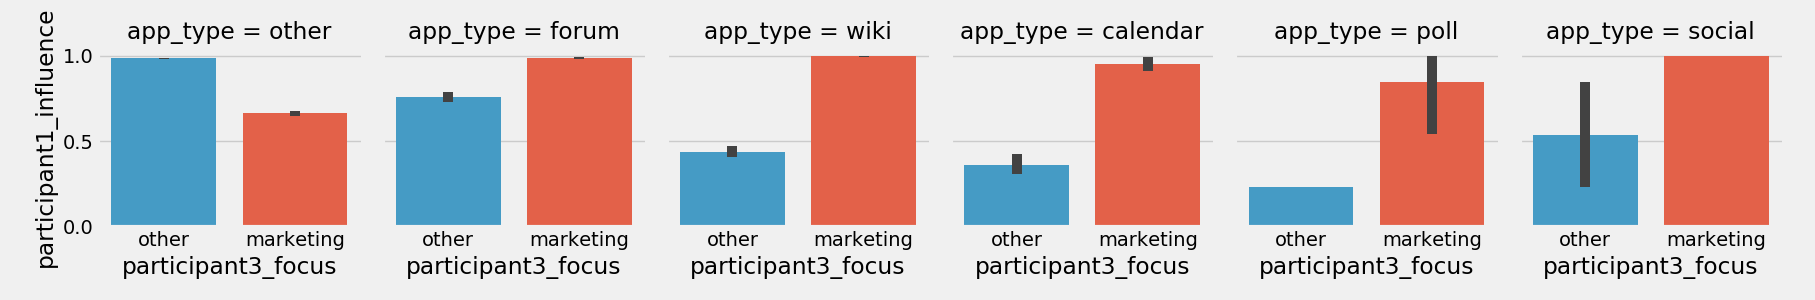 app_type = other
app_type = forum
app_type = wiki
app_type = calendar
app_type = poll
app_type = social
participant1_influence
1.0
0.5
0.0
other marketing
other marketing
other marketing
other marketing
other marketing
other marketing
participant3_focus
participant3_focus
participant3_focus
participant3_focus
participant3_focus
participant3_focus